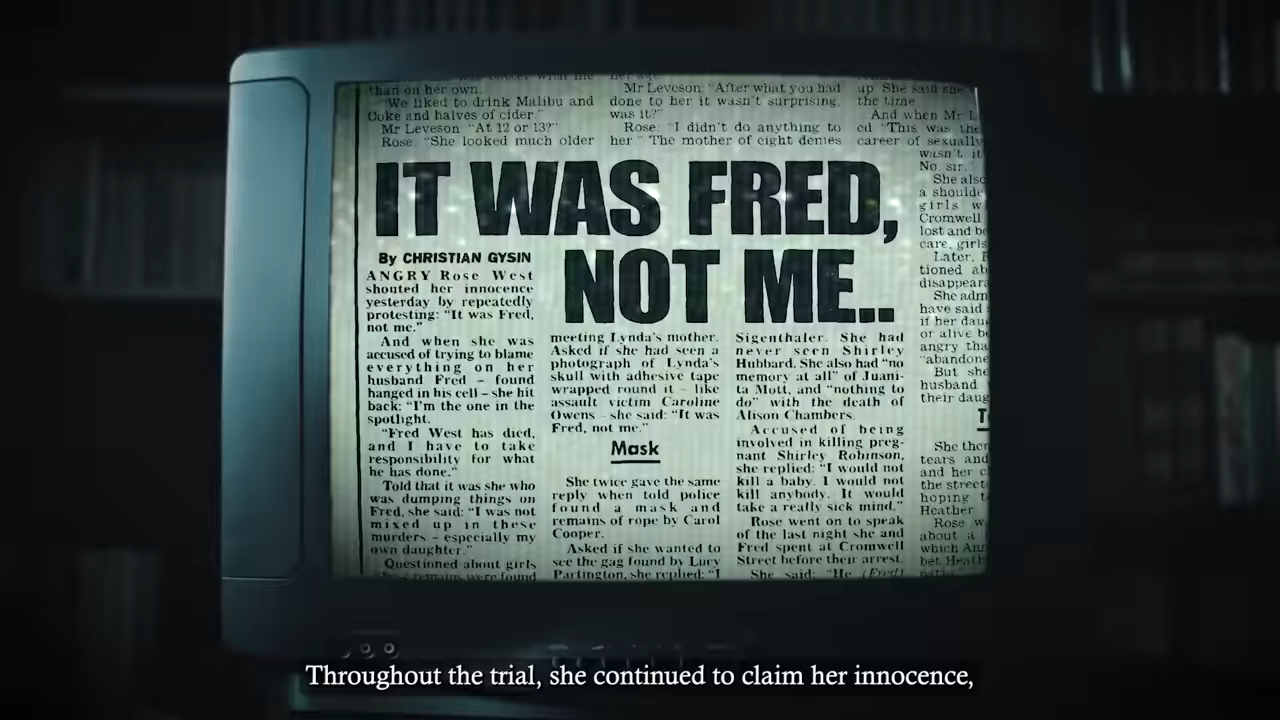 than on her own.
"We liked to drink Malibu and
Coke and halves of cider."
Mr Leveson "At 12 or 13?"
Rose: "She looked much older
her age.
Mr Leveson: "After what you had
done to her it wasn't surprising,
was it?"
Rose: "I didn't do anything to
her." The mother of eight denies
up. She said she
the time
And when Mr L
ed "This was the
career of sexually
IT WAS FRED,
NOT ME..
By CHRISTIAN GYSIN
ANGRY Rose West
shouted her innocence
yesterday by repeatedly
protesting: "It was Fred,
not me."
And when she was
accused of trying to blame
everything on her
husband Fred – found
hanged in his cell – she hit
back: "I'm the one in the
spotlight.
"Fred West has died,
and I have to take
responsibility for what
he has done."
Told that it was she who
was dumping things on
Fred, she said: "I was not
mixed up in these
murders – especially my
own daughter."
Questioned about girls
remains were found
meeting Lynda's mother.
Asked if she had seen a
photograph of Lynda's
skull with adhesive tape
wrapped round it – like
assault victim Caroline
Owens – she said: "It was
Fred, not me."
Mask
She twice gave the same
reply when told police
found a mask and
remains of rope by Carol
Cooper.
Asked if she wanted to
see the gag found by Lucy
Partington, she replied: "I
Sigenthaler. She had
never seen Shirley
Hubbard. She also had "no
memory at all" of Juani-
ta Mott, and "nothing to
do" with the death of
Alison Chambers.
Accused of being
involved in killing preg-
nant Shirley Robinson,
she replied: "I would not
kill a baby. I would not
kill anybody. It would
take a really sick mind."
Rose went on to speak
of the last night she and
Fred spent at Cromwell
Street before their arrest.
She said: "He (Fred)
wasn't it
No, sir.
She also
a shoulde
girls w
Cromwell
lost and be
care, girls
Later, R
tioned ab
disappeara
She adm
have said
if her dau
or alive b
angry tha
"abandone
But she
husband
their daug
T
She then
tears and
and her c
the street
hoping t
Heather
Rose w
about a
which Ann
bet Heath
Throughout the trial, she continued to claim her innocence,